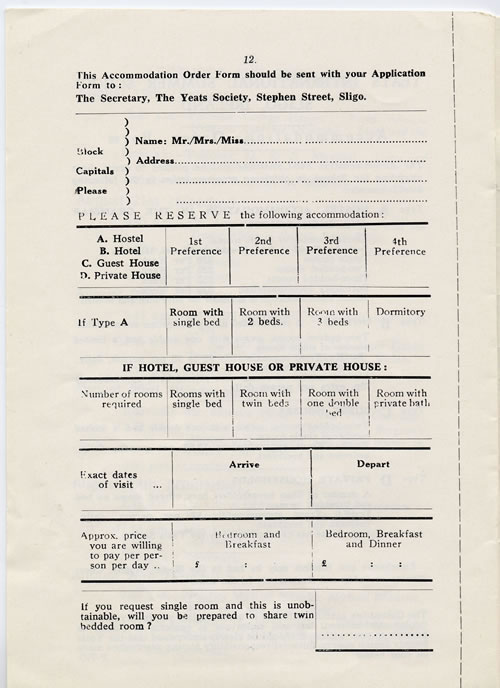 12.
This Accommodation Order Form should be sent with your Application
Form to :
The Secretary, The Yeats Society, Stephen Street, Sligo.
Block
Capitals
Please
)
)
)
)
)
)
)
)
Name: Mr./Mrs./Miss..............................................
Address...............................................................
...............................................................
...............................................................
PLEASE RESERVE the following accommodation :
A. Hostel
B. Hotel
C. Guest House
D. Private House
1st
Preference
2nd
Preference
3rd
Preference
4th
Preference
If Type A
Room with
single bed
Room with
2 beds.
Room with
3 beds
Dormitory
IF HOTEL, GUEST HOUSE OR PRIVATE HOUSE :
Number of rooms
required
Rooms with
single bed
Room with
twin beds
Room with
one double
bed
Room with
private bath
Exact dates
of visit ...
Arrive
Depart
Approx. price
you are willing
to pay per per-
son per day ..
Bedroom and
Breakfast
£ :
Bedroom, Breakfast
and Dinner
£ : :
If you request single room and this is unob-
tainable, will you be prepared to share twin
bedded room ?
..........................